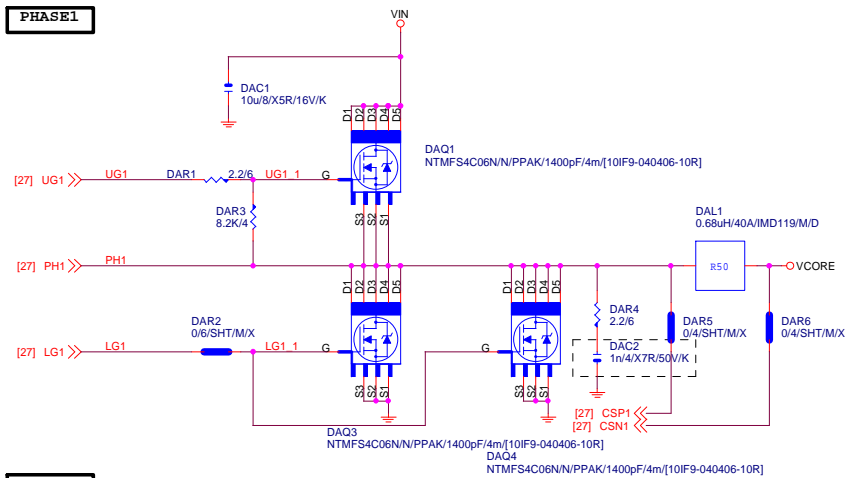 PHASE1
VIN
DAC1
10u/8/X5R/16V/K
D1 D2 D3 D4 D5
DAQ1
NTMFS4C06N/N/PPAK/1400pF/4m/[10IF9-040406-10R]
[27] UG1 UG1 DAR1 2.2/6 UG1_1 G
S3 S2 S1
DAR3
8.2K/4
DAL1
0.68uH/40A/IMD119/M/D
[27] PH1 PH1
R50
VCORE
D1 D2 D3 D4 D5
D1 D2 D3 D4 D5
DAR2
0/6/SHT/M/X
DAR4
2.2/6
DAR5
0/4/SHT/M/X
DAR6
0/4/SHT/M/X
[27] LG1 LG1 LG1_1 G
G
DAC2
1n/4/X7R/50V/K
S3 S2 S1
S3 S2 S1
[27] CSP1
[27] CSN1
DAQ3
NTMFS4C06N/N/PPAK/1400pF/4m/[10IF9-040406-10R]
DAQ4
NTMFS4C06N/N/PPAK/1400pF/4m/[10IF9-040406-10R]